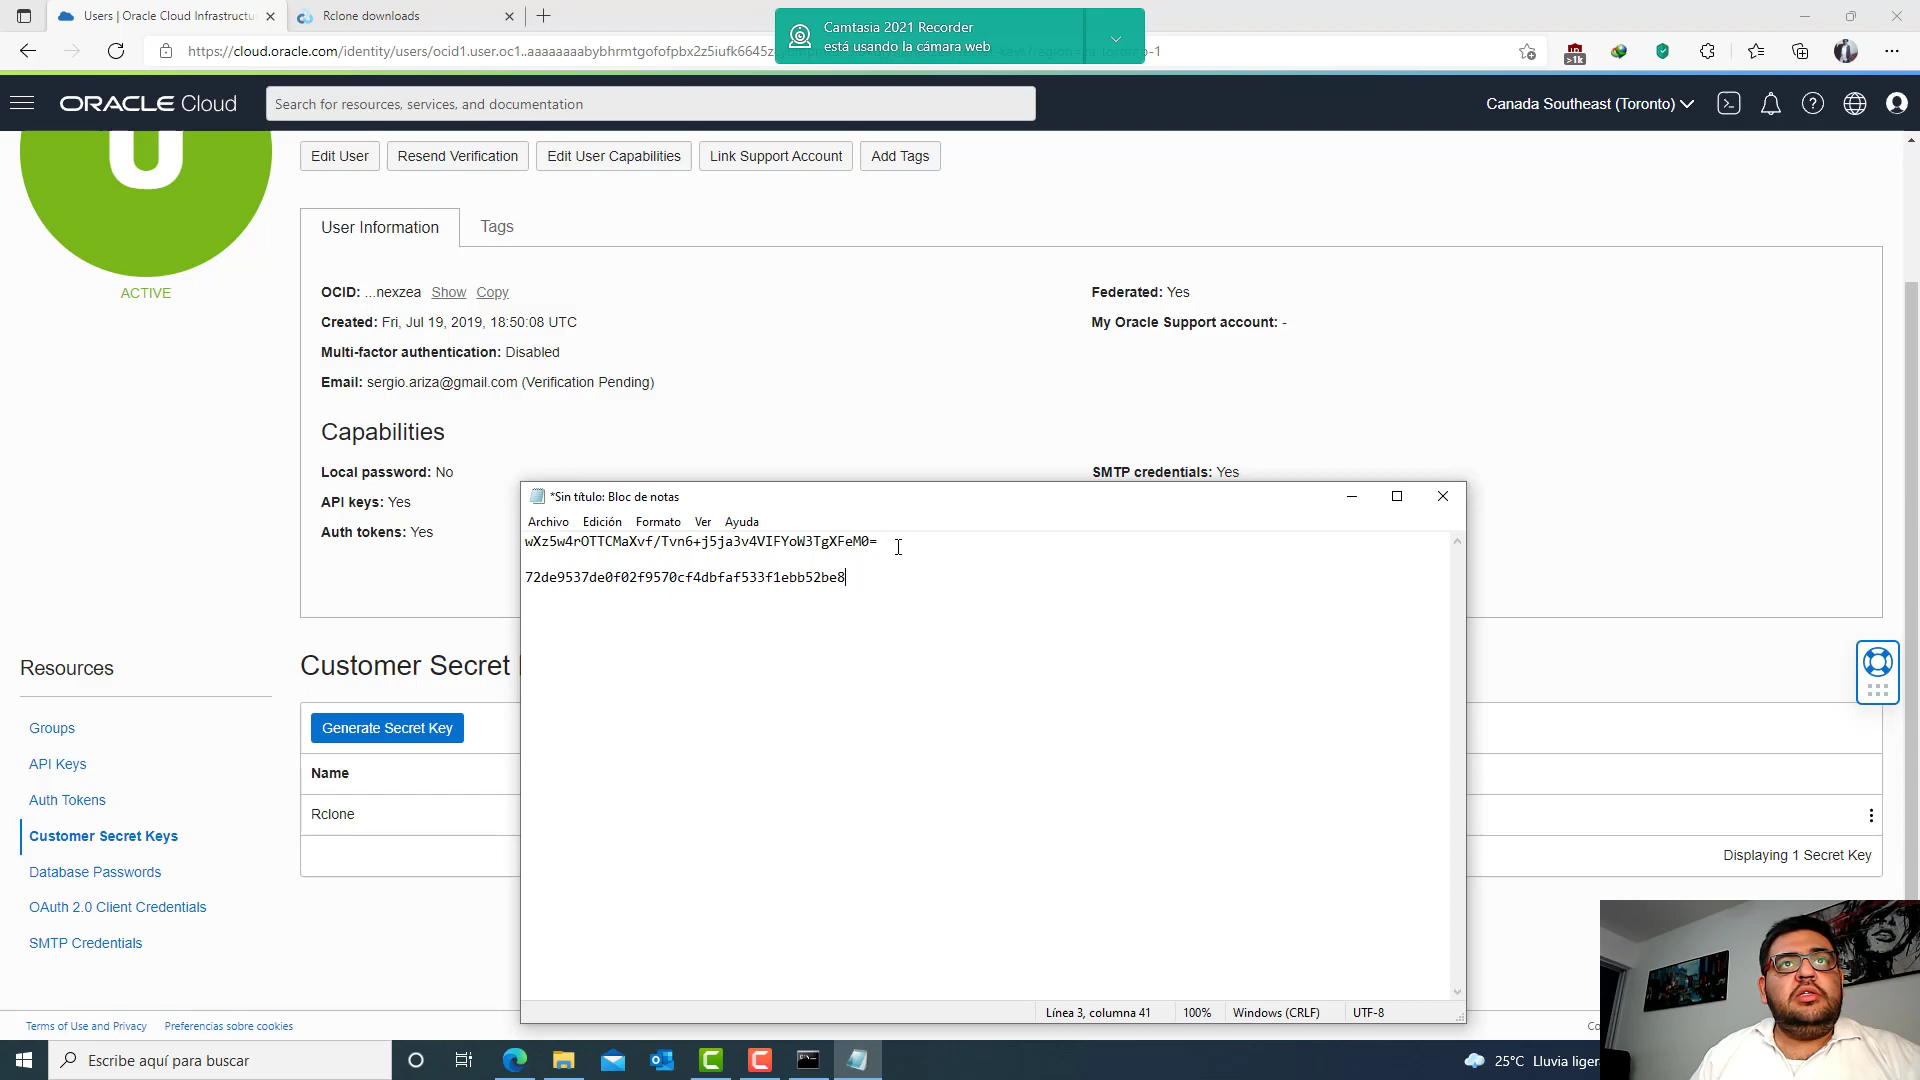 Users | Oracle Cloud Infrastructu
Rclone downloads
Camtasia 2021 Recorder
está usando la cámara web
https://cloud.oracle.com/identity/users/ocid1.user.oc1..aaaaaaaabybhrmtgofofpbx2z5iufk6645z
-1
>1k
ORACLE Cloud
Search for resources, services, and documentation
Canada Southeast (Toronto)
U
ACTIVE
Edit User
Resend Verification
Edit User Capabilities
Link Support Account
Add Tags
User Information
Tags
OCID: ...nexzea Show Copy
Federated: Yes
Created: Fri, Jul 19, 2019, 18:50:08 UTC
My Oracle Support account: -
Multi-factor authentication: Disabled
Email: sergio.ariza@gmail.com (Verification Pending)
Capabilities
Local password: No
SMTP credentials: Yes
API keys: Yes
Auth tokens: Yes
*Sin título: Bloc de notas
Archivo Edición Formato Ver Ayuda
wXz5w4rOTTCMaXvf/Tvn6+j5ja3v4VIFYoW3TgXFeM0=
72de9537de0f02f9570cf4dbfaf533f1ebb52be8
Línea 3, columna 41
100%
Windows (CRLF)
UTF-8
Resources
Groups
API Keys
Auth Tokens
Customer Secret Keys
Database Passwords
OAuth 2.0 Client Credentials
SMTP Credentials
Customer Secret
Generate Secret Key
Name
Rclone
Displaying 1 Secret Key
Terms of Use and Privacy
Preferencias sobre cookies
Co
Escribe aquí para buscar
25°C Lluvia liger